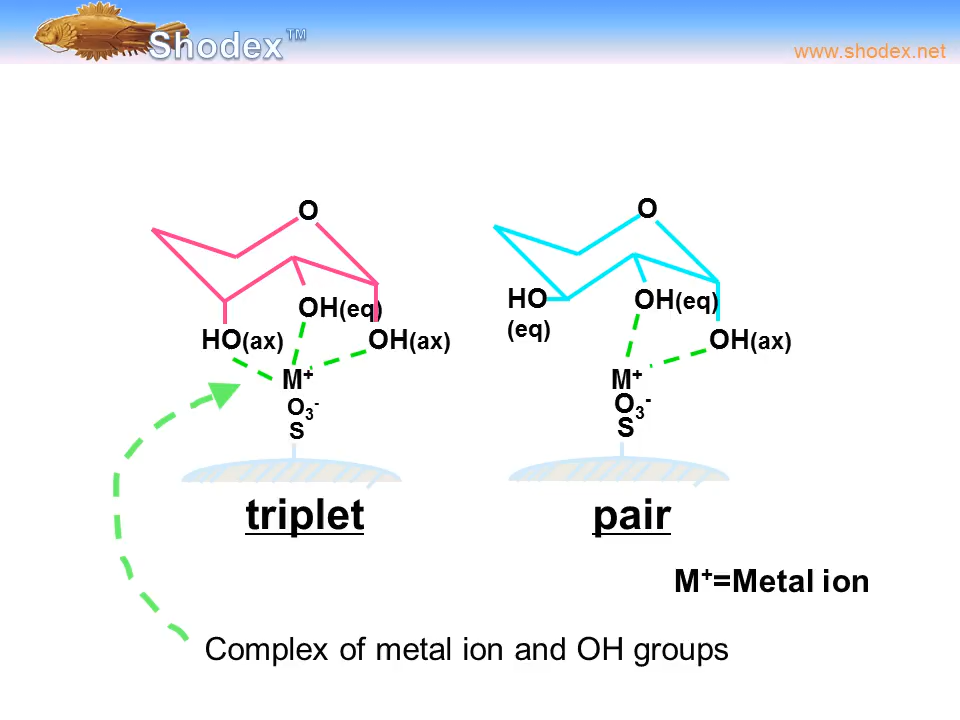 Shodex™
www.shodex.net
O
OH(eq)
HO(ax)
OH(ax)
M⁺
O₃⁻
S
triplet
O
HO
(eq)
OH(eq)
OH(ax)
M⁺
O₃⁻
S
pair
M⁺=Metal ion
Complex of metal ion and OH groups